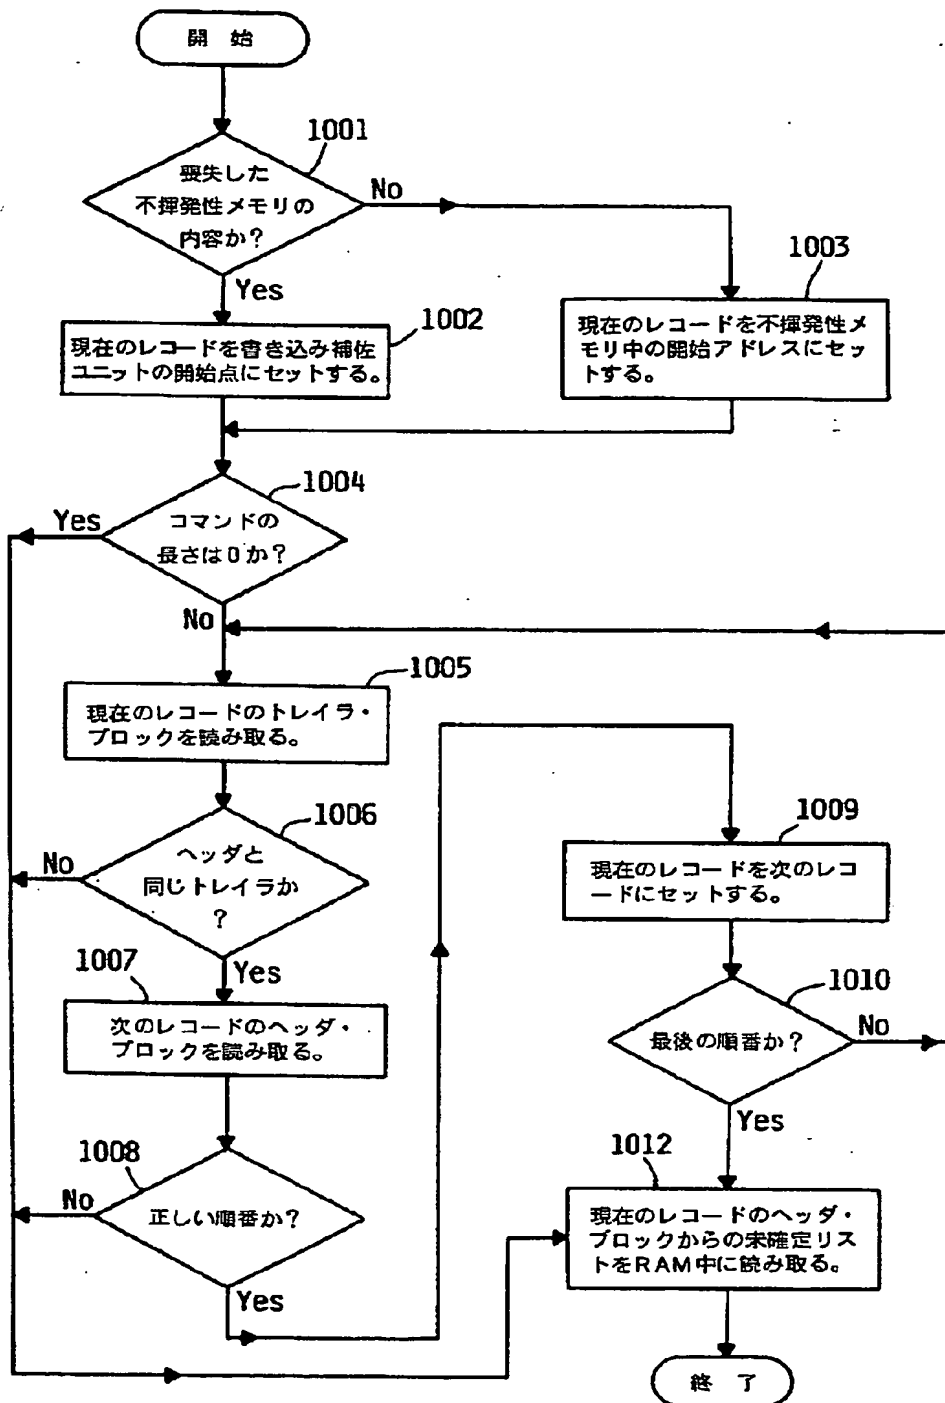 開 始
1001
喪失した
不揮発性メモリの
内容か?
No
Yes
1002
現在のレコードを書き込み補佐
ユニットの開始点にセットする。
1003
現在のレコードを不揮発性メ
モリ中の開始アドレスにセッ
トする。
1004
コマンドの
長さは0か?
Yes
No
1005
現在のレコードのトレイラ・
ブロックを読み取る。
1006
ヘッダと
同じトレイラか
?
No
Yes
1007
次のレコードのヘッダ・
ブロックを読み取る。
1008
正しい順番か?
No
Yes
1009
現在のレコードを次のレコ
ードにセットする。
1010
最後の順番か?
No
Yes
1012
現在のレコードのヘッダ・
ブロックからの未確定リス
トをRAM中に読み取る。
終 了